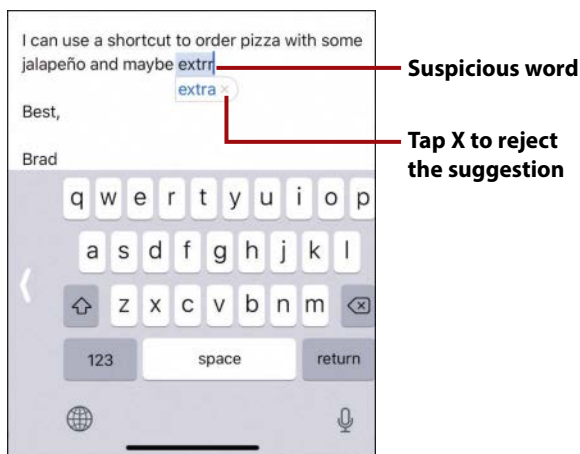 I can use a shortcut to order pizza with some
jalapeño and maybe extrr
extra ×
Best,
Brad
q w e r t y u i o p
a s d f g h j k l
z x c v b n m
123 space return
Suspicious word
Tap X to reject
the suggestion